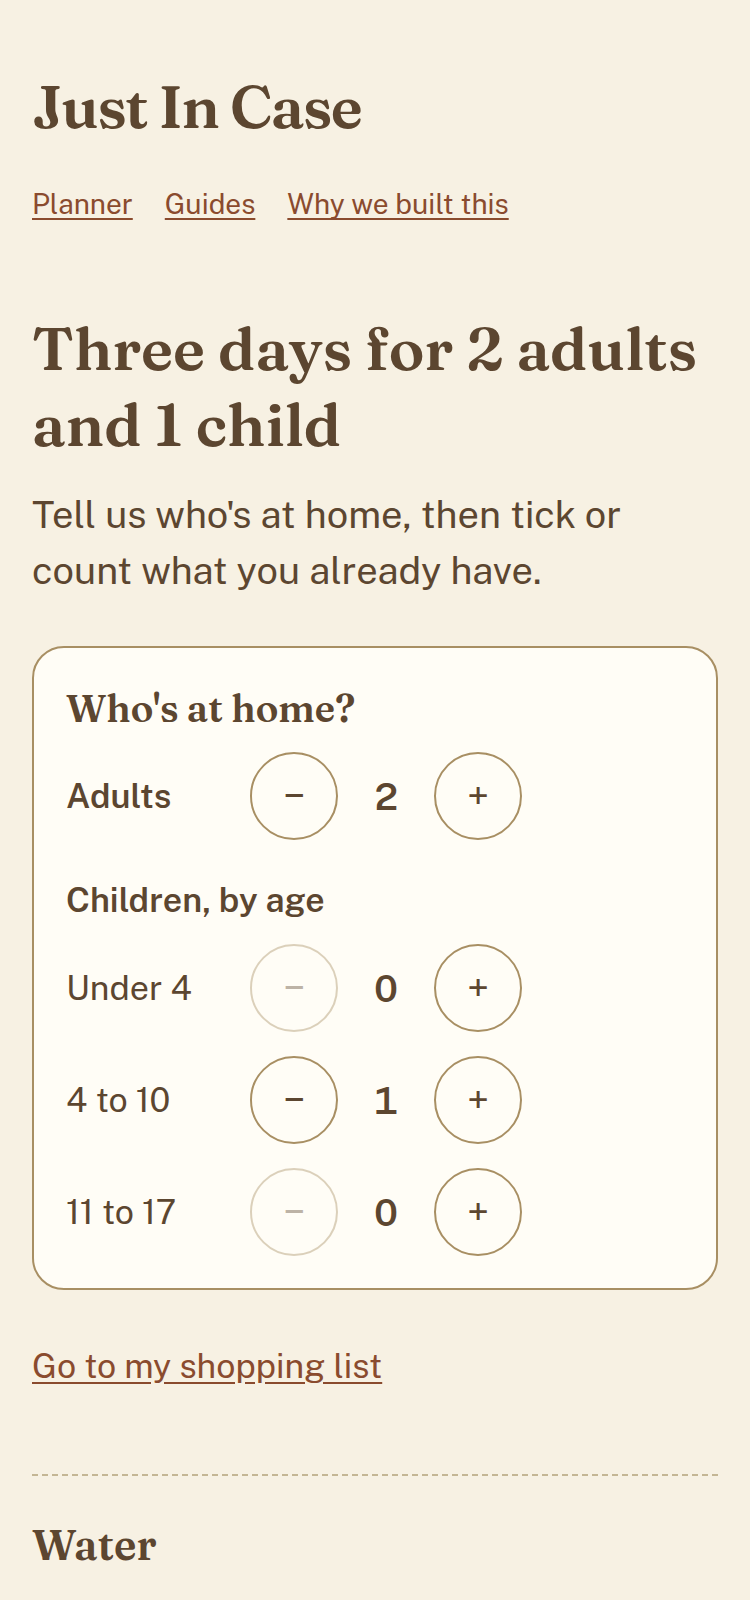 Just In Case
Planner Guides Why we built this
Three days for 2 adults
and 1 child
Tell us who's at home, then tick or
count what you already have.
Who's at home?
Adults − 2 +
Children, by age
Under 4 − 0 +
4 to 10 − 1 +
11 to 17 − 0 +
Go to my shopping list
Water